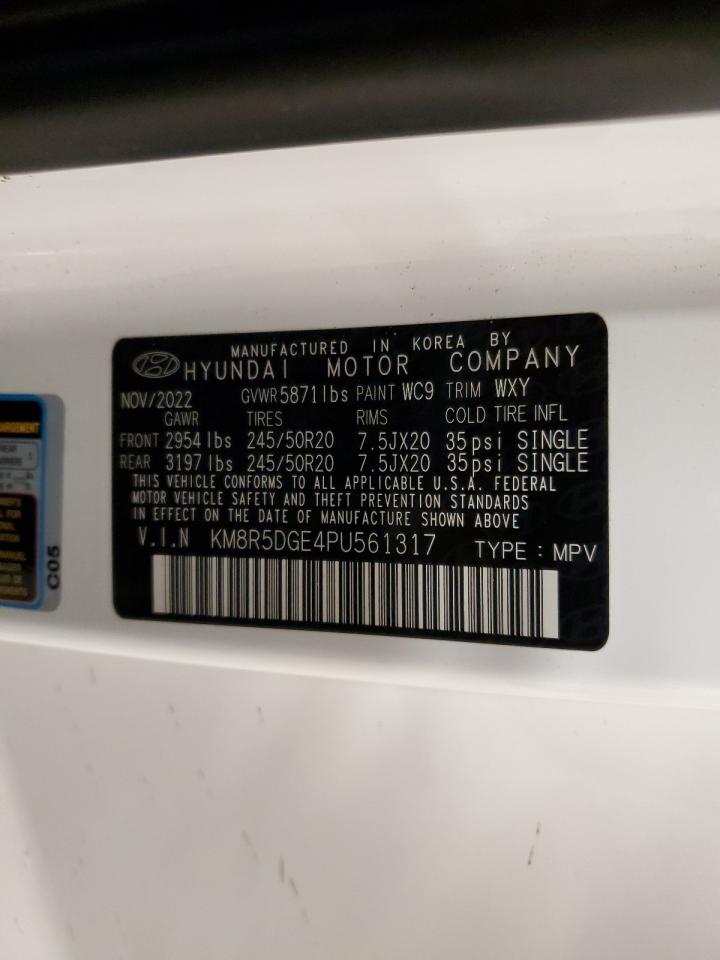 MANUFACTURED IN KOREA BY
HYUNDAI MOTOR COMPANY
NOV/2022 GVWR 5871lbs PAINT WC9 TRIM WXY
GAWR TIRES RIMS COLD TIRE INFL
FRONT 2954 lbs 245/50R20 7.5JX20 35psi SINGLE
REAR 3197 lbs 245/50R20 7.5JX20 35psi SINGLE
THIS VEHICLE CONFORMS TO ALL APPLICABLE U.S.A. FEDERAL
MOTOR VEHICLE SAFETY AND THEFT PREVENTION STANDARDS
IN EFFECT ON THE DATE OF MANUFACTURE SHOWN ABOVE
V.I.N KM8R5DGE4PU561317 TYPE : MPV
C05